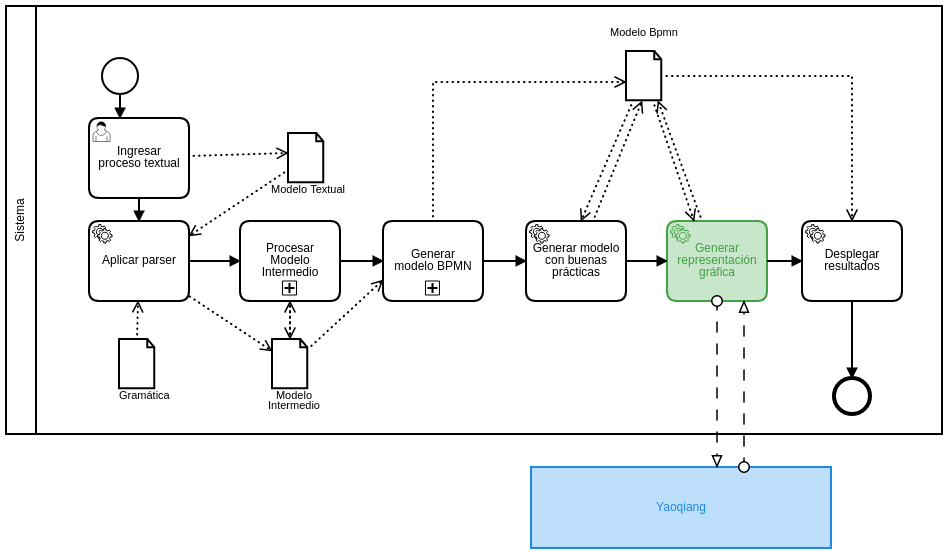 Modelo Bpmn
Sistema
Ingresar
proceso textual
Modelo Textual
Aplicar parser
Procesar
Modelo
Intermedio
Generar
modelo BPMN
Generar modelo
con buenas
prácticas
Generar
representación
gráfica
Desplegar
resultados
Gramática
Modelo
Intermedio
Yaoqiang